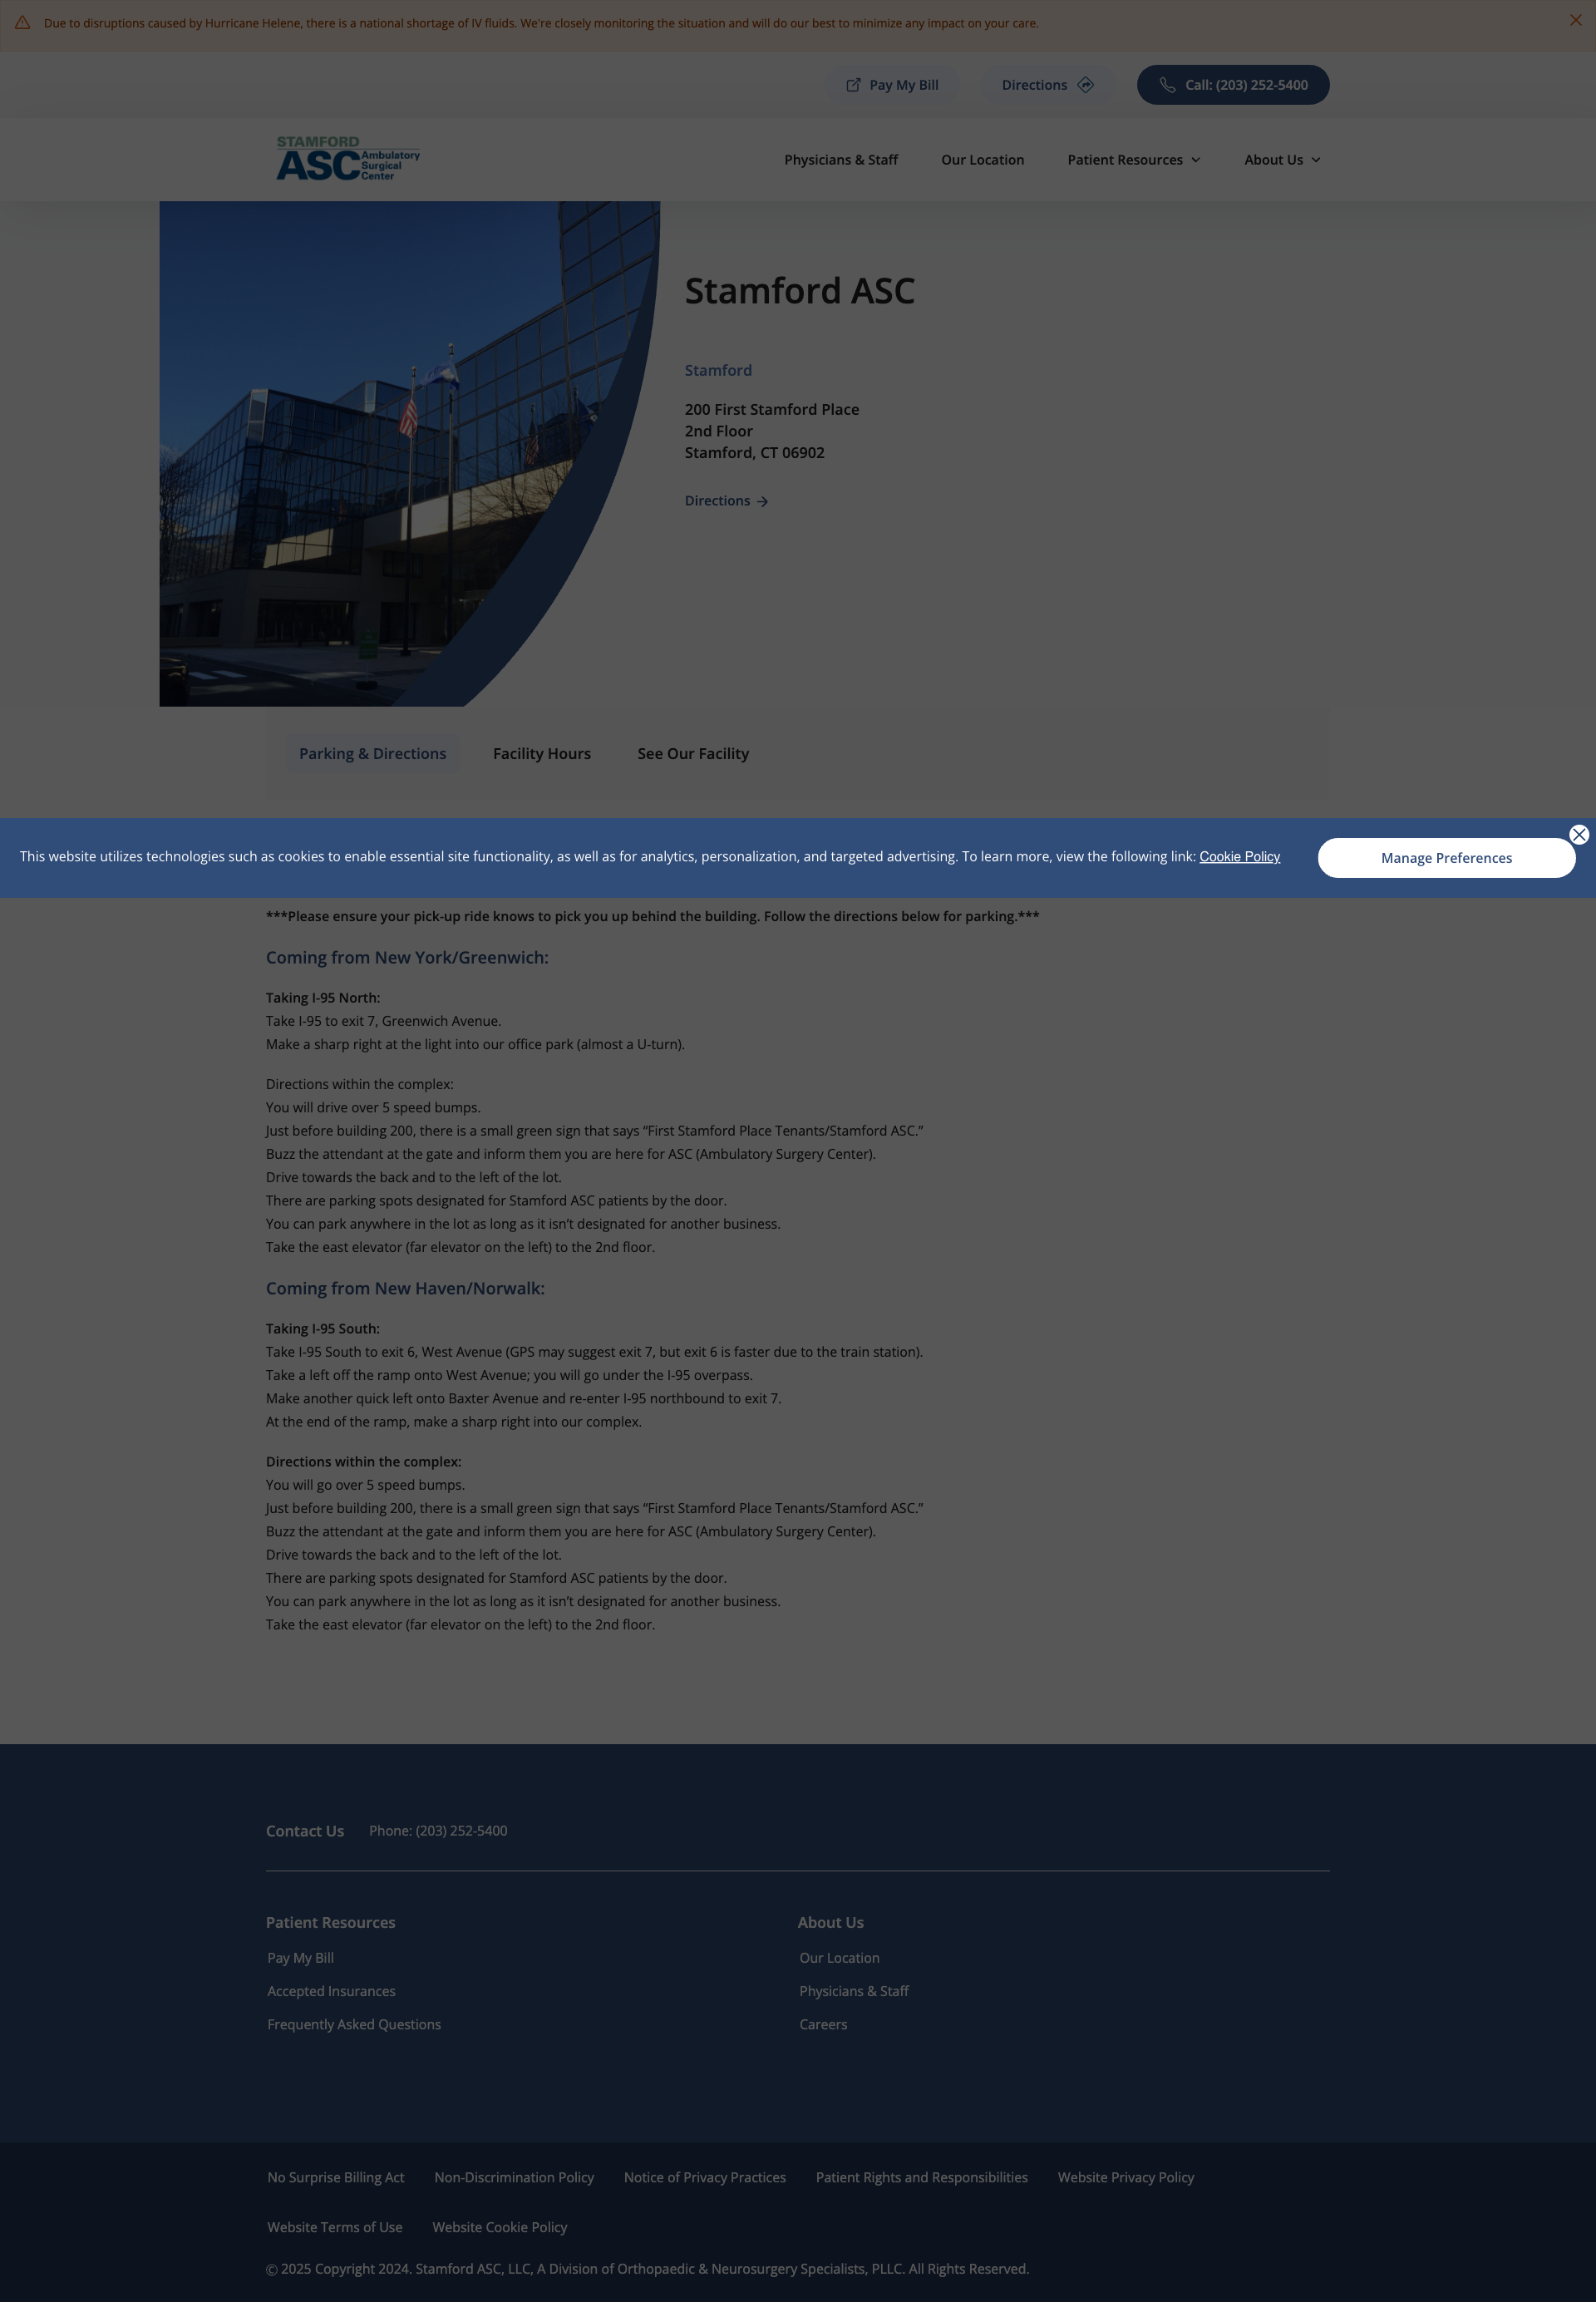 Due to disruptions caused by Hurricane Helene, there is a national shortage of IV fluids. We're closely monitoring the situation and will do our best to minimize any impact on your care.
Pay My Bill
Directions
Call: (203) 252-5400
STAMFORD
ASC Ambulatory Surgical Center
Physicians & Staff
Our Location
Patient Resources
About Us
Stamford ASC
Stamford
200 First Stamford Place
2nd Floor
Stamford, CT 06902
Directions
Parking & Directions
Facility Hours
See Our Facility
This website utilizes technologies such as cookies to enable essential site functionality, as well as for analytics, personalization, and targeted advertising. To learn more, view the following link: Cookie Policy
Manage Preferences
***Please ensure your pick-up ride knows to pick you up behind the building. Follow the directions below for parking.***
Coming from New York/Greenwich:
Taking I-95 North:
Take I-95 to exit 7, Greenwich Avenue.
Make a sharp right at the light into our office park (almost a U-turn).
Directions within the complex:
You will drive over 5 speed bumps.
Just before building 200, there is a small green sign that says “First Stamford Place Tenants/Stamford ASC.”
Buzz the attendant at the gate and inform them you are here for ASC (Ambulatory Surgery Center).
Drive towards the back and to the left of the lot.
There are parking spots designated for Stamford ASC patients by the door.
You can park anywhere in the lot as long as it isn’t designated for another business.
Take the east elevator (far elevator on the left) to the 2nd floor.
Coming from New Haven/Norwalk:
Taking I-95 South:
Take I-95 South to exit 6, West Avenue (GPS may suggest exit 7, but exit 6 is faster due to the train station).
Take a left off the ramp onto West Avenue; you will go under the I-95 overpass.
Make another quick left onto Baxter Avenue and re-enter I-95 northbound to exit 7.
At the end of the ramp, make a sharp right into our complex.
Directions within the complex:
You will go over 5 speed bumps.
Just before building 200, there is a small green sign that says “First Stamford Place Tenants/Stamford ASC.”
Buzz the attendant at the gate and inform them you are here for ASC (Ambulatory Surgery Center).
Drive towards the back and to the left of the lot.
There are parking spots designated for Stamford ASC patients by the door.
You can park anywhere in the lot as long as it isn’t designated for another business.
Take the east elevator (far elevator on the left) to the 2nd floor.
Contact Us
Phone: (203) 252-5400
Patient Resources
Pay My Bill
Accepted Insurances
Frequently Asked Questions
About Us
Our Location
Physicians & Staff
Careers
No Surprise Billing Act
Non-Discrimination Policy
Notice of Privacy Practices
Patient Rights and Responsibilities
Website Privacy Policy
Website Terms of Use
Website Cookie Policy
© 2025 Copyright 2024. Stamford ASC, LLC, A Division of Orthopaedic & Neurosurgery Specialists, PLLC. All Rights Reserved.